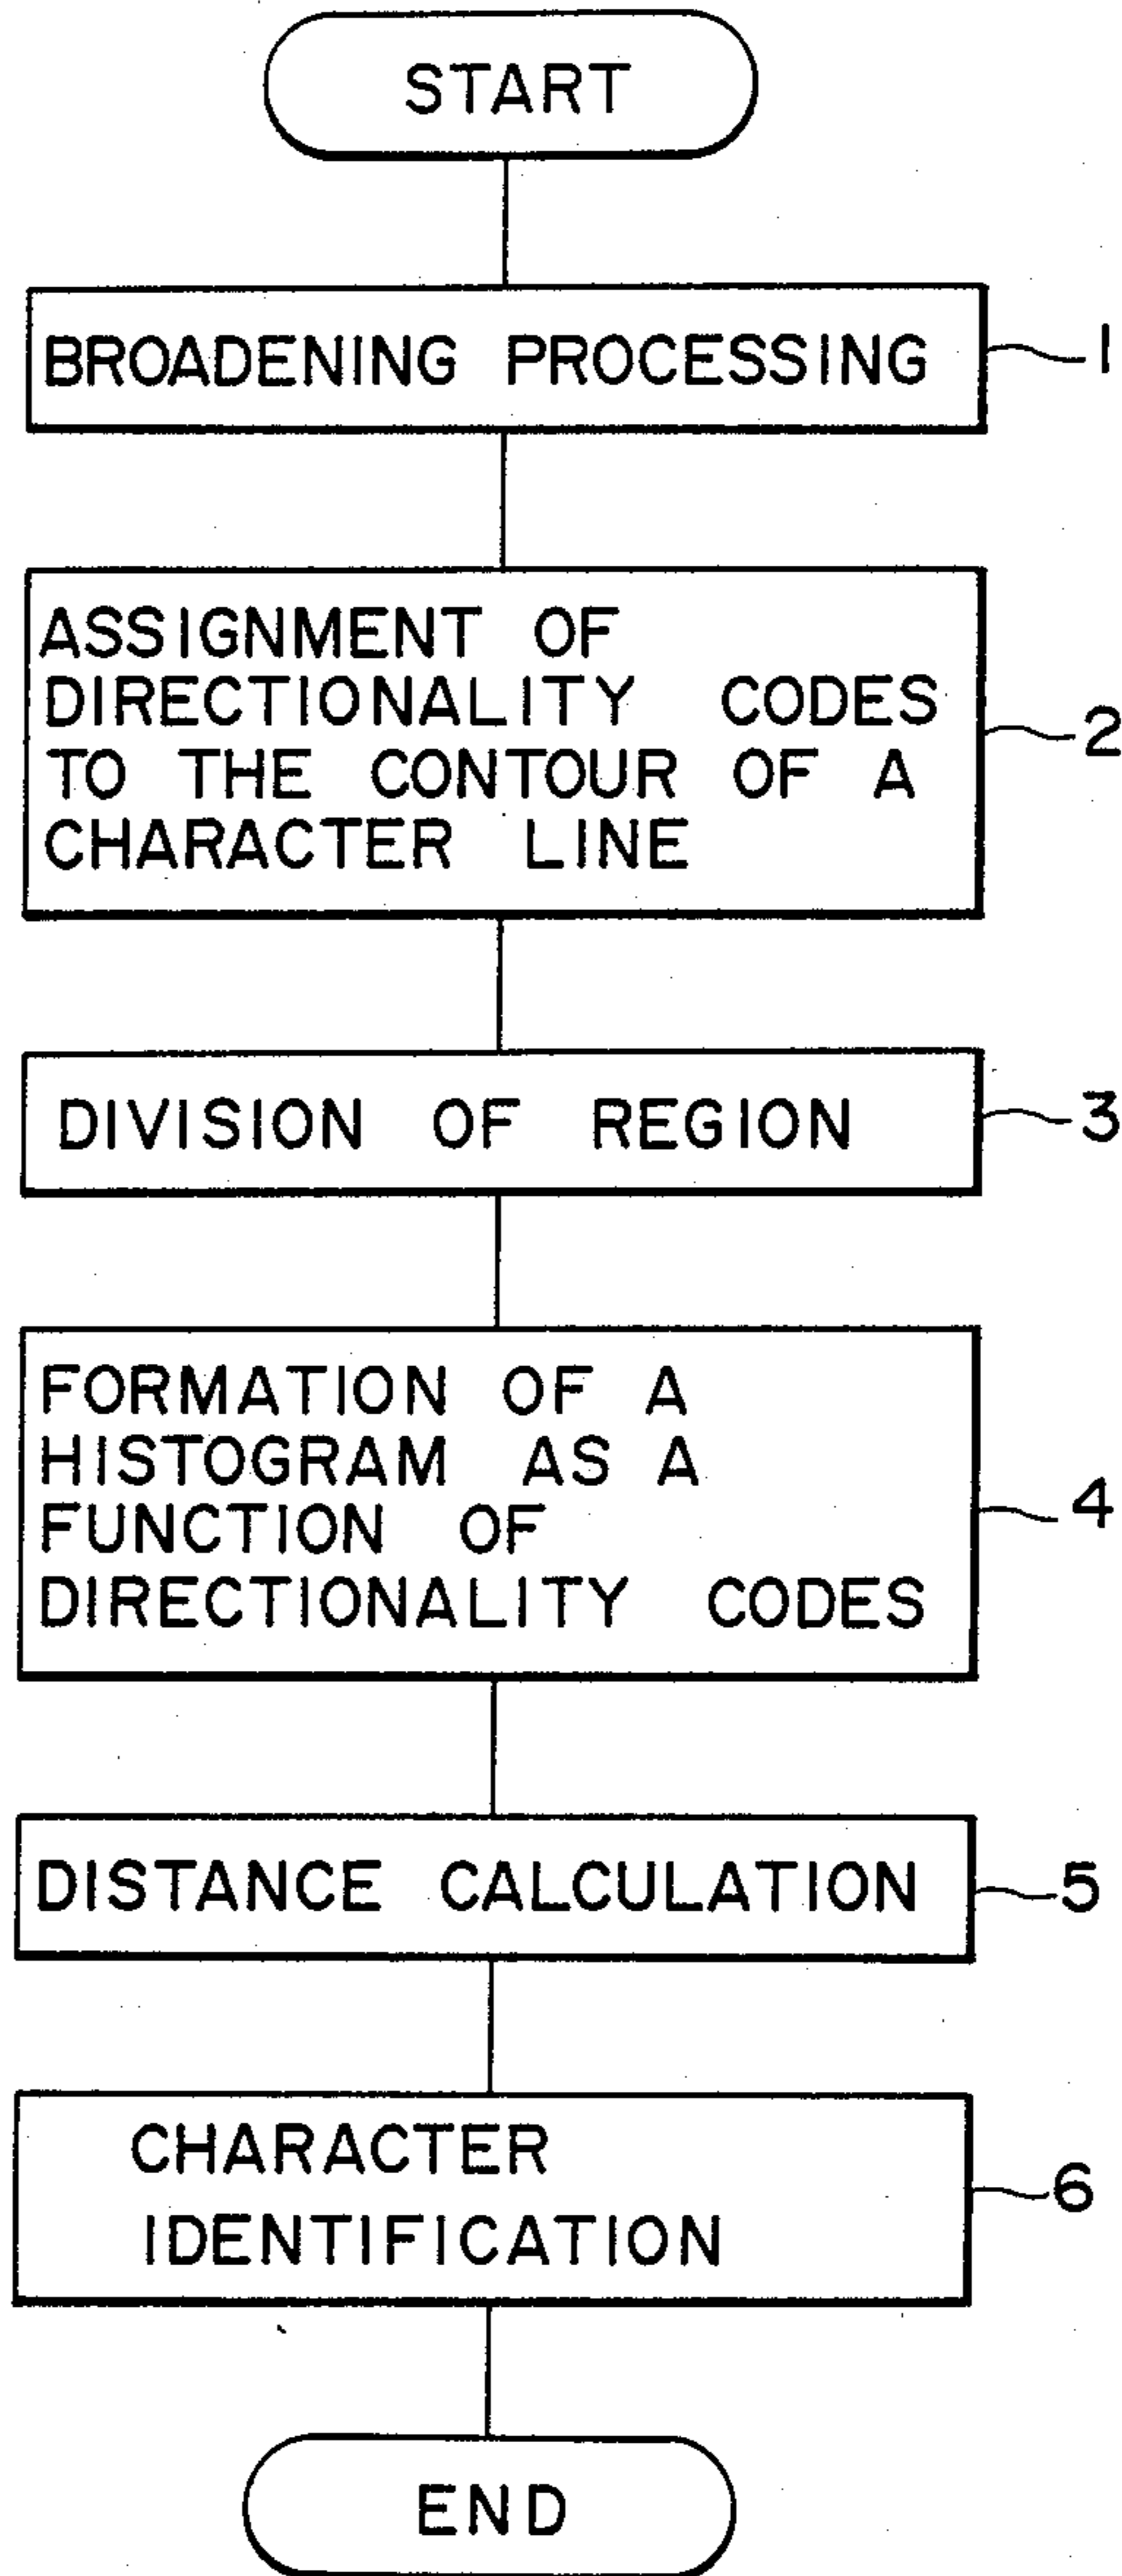 START
BROADENING PROCESSING
1
ASSIGNMENT OF
DIRECTIONALITY CODES
TO THE CONTOUR OF A
CHARACTER LINE
2
DIVISION OF REGION
3
FORMATION OF A
HISTOGRAM AS A
FUNCTION OF
DIRECTIONALITY CODES
4
DISTANCE CALCULATION
5
CHARACTER
IDENTIFICATION
6
END